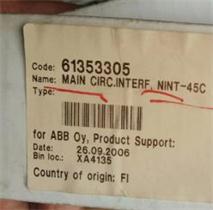 Code: 61353305
Name: MAIN CIRC.INTERF. NINT-45C
Type:
for ABB Oy, Product Support:
Date: 26.09.2006
Bin loc.: XA4135
Country of origin: FI